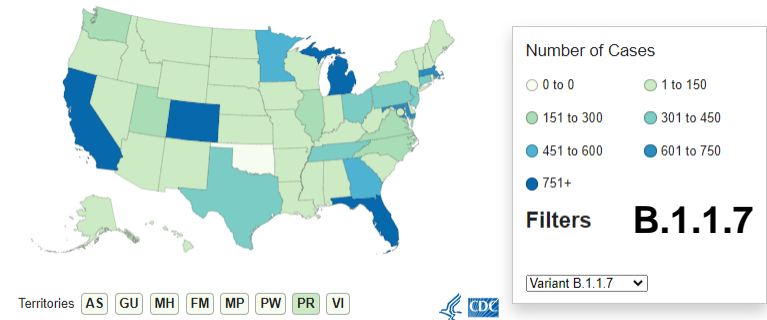 Number of Cases
0 to 0
1 to 150
151 to 300
301 to 450
451 to 600
601 to 750
751+
Filters B.1.1.7
Variant B.1.1.7
Territories AS GU MH FM MP PW PR VI
CDC